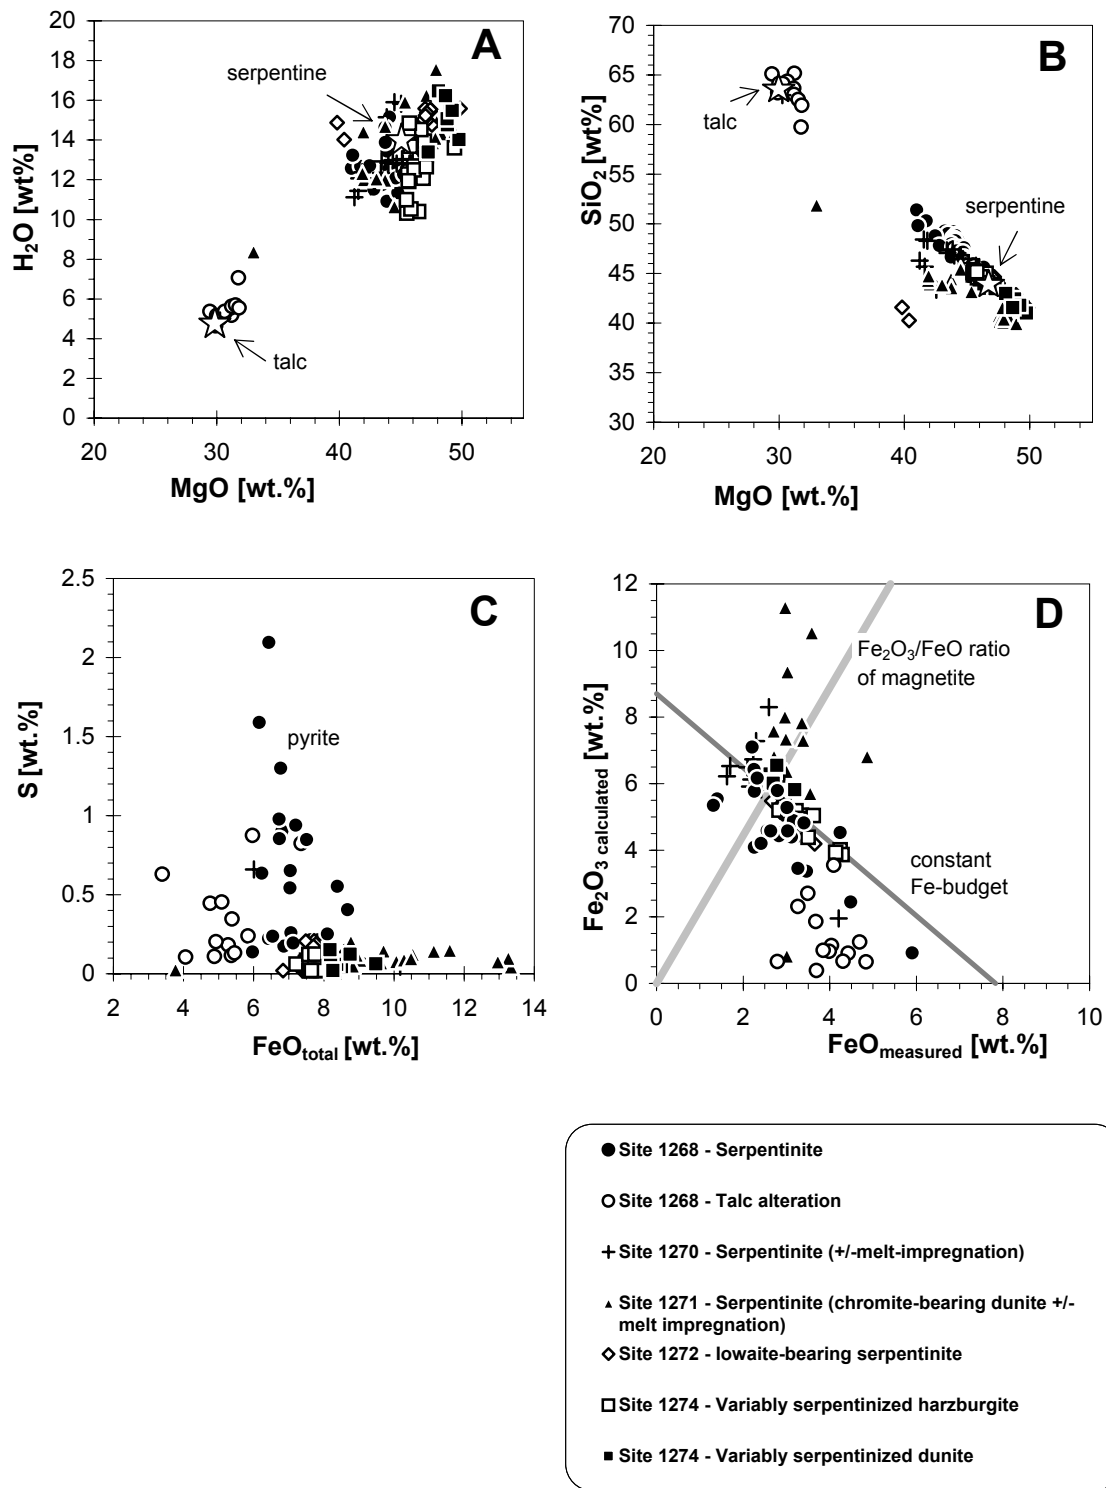 A
20
18
16
14
12
10
8
6
4
2
0
H2O [wt%]
serpentine
talc
20
30
40
50
MgO [wt.%]
B
70
65
60
55
50
45
40
35
30
SiO2 [wt%]
talc
serpentine
20
30
40
50
MgO [wt.%]
C
2.5
2
1.5
1
0.5
0
S [wt.%]
pyrite
2
4
6
8
10
12
14
FeOtotal [wt.%]
D
12
10
8
6
4
2
0
Fe2O3 calculated [wt.%]
Fe2O3/FeO ratio
of magnetite
constant
Fe-budget
0
2
4
6
8
10
FeOmeasured [wt.%]
Site 1268 - Serpentinite
Site 1268 - Talc alteration
Site 1270 - Serpentinite (+/-melt-impregnation)
Site 1271 - Serpentinite (chromite-bearing dunite +/-
melt impregnation)
Site 1272 - Iowaite-bearing serpentinite
Site 1274 - Variably serpentinized harzburgite
Site 1274 - Variably serpentinized dunite